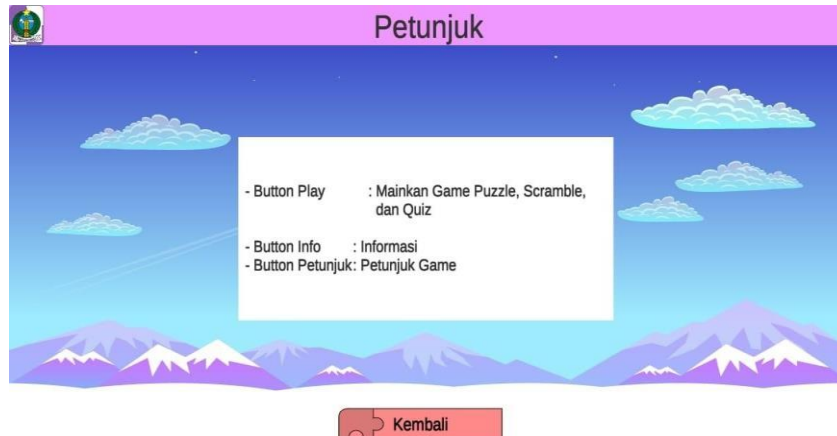 Petunjuk
- Button Play : Mainkan Game Puzzle, Scramble,
dan Quiz
- Button Info : Informasi
- Button Petunjuk: Petunjuk Game
Kembali